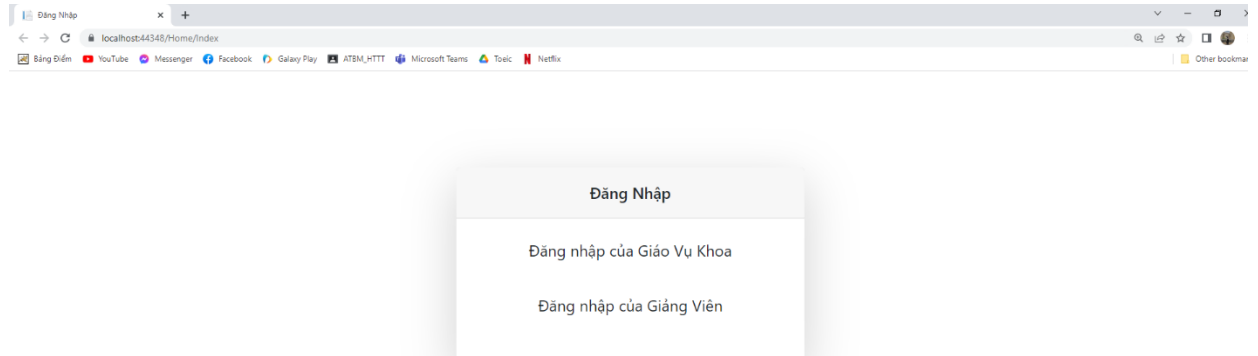 Đăng Nhập
localhost:44348/Home/Index
Bảng Điểm YouTube Messenger Facebook Galaxy Play ATBM_HTTT Microsoft Teams Toeic Netflix Other bookmar
Đăng Nhập
Đăng nhập của Giáo Vụ Khoa
Đăng nhập của Giảng Viên